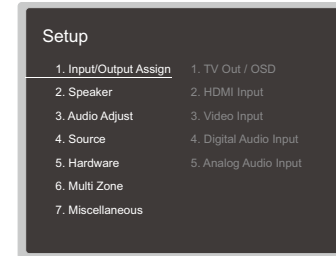 Setup
1. Input/Output Assign
2. Speaker
3. Audio Adjust
4. Source
5. Hardware
6. Multi Zone
7. Miscellaneous
1. TV Out / OSD
2. HDMI Input
3. Video Input
4. Digital Audio Input
5. Analog Audio Input